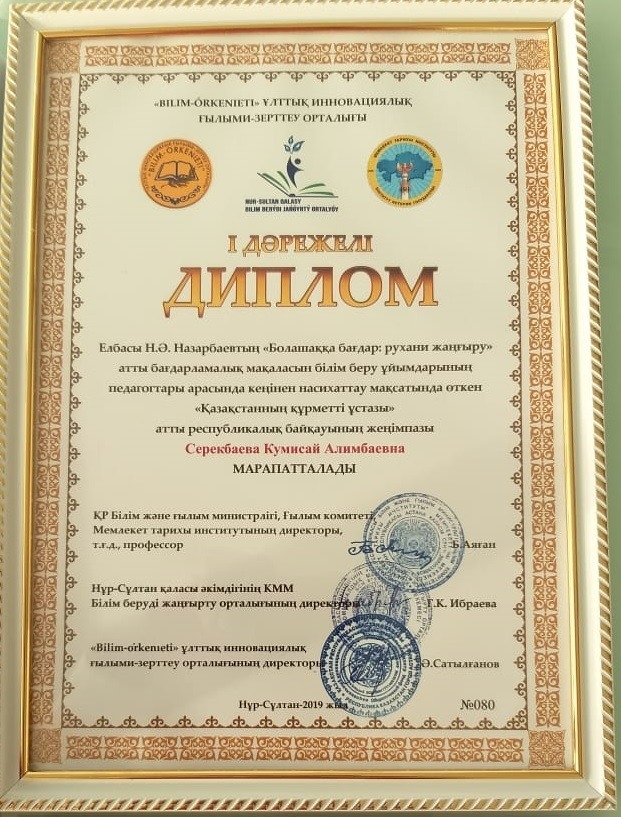 «BILIM-ÓRKENIETI» ҰЛТТЫҚ ИННОВАЦИЯЛЫҚ
ҒЫЛЫМИ-ЗЕРТТЕУ ОРТАЛЫҒЫ
"BILIM-ÓRKENIETI"
NUR-SULTAN QALASY
BILIM BERÝDI JAŃǴYRTÝ ORTALYǴY
I ДӘРЕЖЕЛІ
ДИПЛОМ
Елбасы Н.Ә. Назарбаевтың «Болашаққа бағдар: рухани жаңғыру»
атты бағдарламалық мақаласын білім беру ұйымдарының
педагогтары арасында кеңінен насихаттау мақсатында өткен
«Қазақстанның құрметті ұстазы»
атты республикалық байқауының жеңімпазы
Серекбаева Кумисай Алимбаевна
МАРАПАТТАЛАДЫ
ҚР Білім және ғылым министрлігі, Ғылым комитеті
Мемлекет тарихы институтының директоры,
т.ғ.д., профессор Б.Аяған
Нұр-Сұлтан қаласы әкімдігінің КММ
Білім беруді жаңғырту орталығының директоры Г.К. Ибраева
«Bilim-órkenıeti» ұлттық инновациялық
ғылыми-зерттеу орталығының директоры Ә.Сатылғанов
Нұр-Сұлтан-2019 жыл
№080